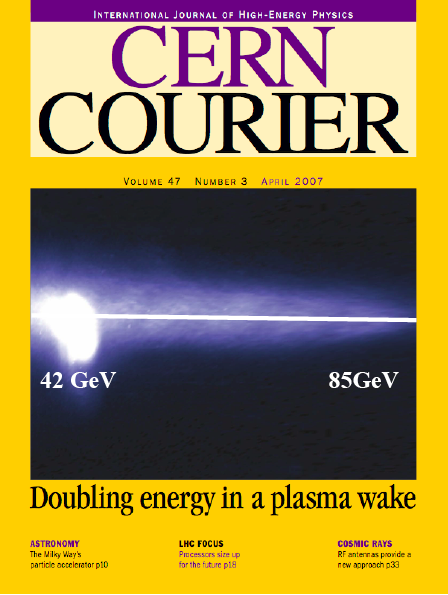 INTERNATIONAL JOURNAL OF HIGH-ENERGY PHYSICS
CERN
COURIER
VOLUME 47 NUMBER 3 APRIL 2007
42 GeV 85GeV
Doubling energy in a plasma wake
ASTRONOMY
The Milky Way's
particle accelerator p10
LHC FOCUS
Processors size up
for the future p18
COSMIC RAYS
RF antennas provide a
new approach p33